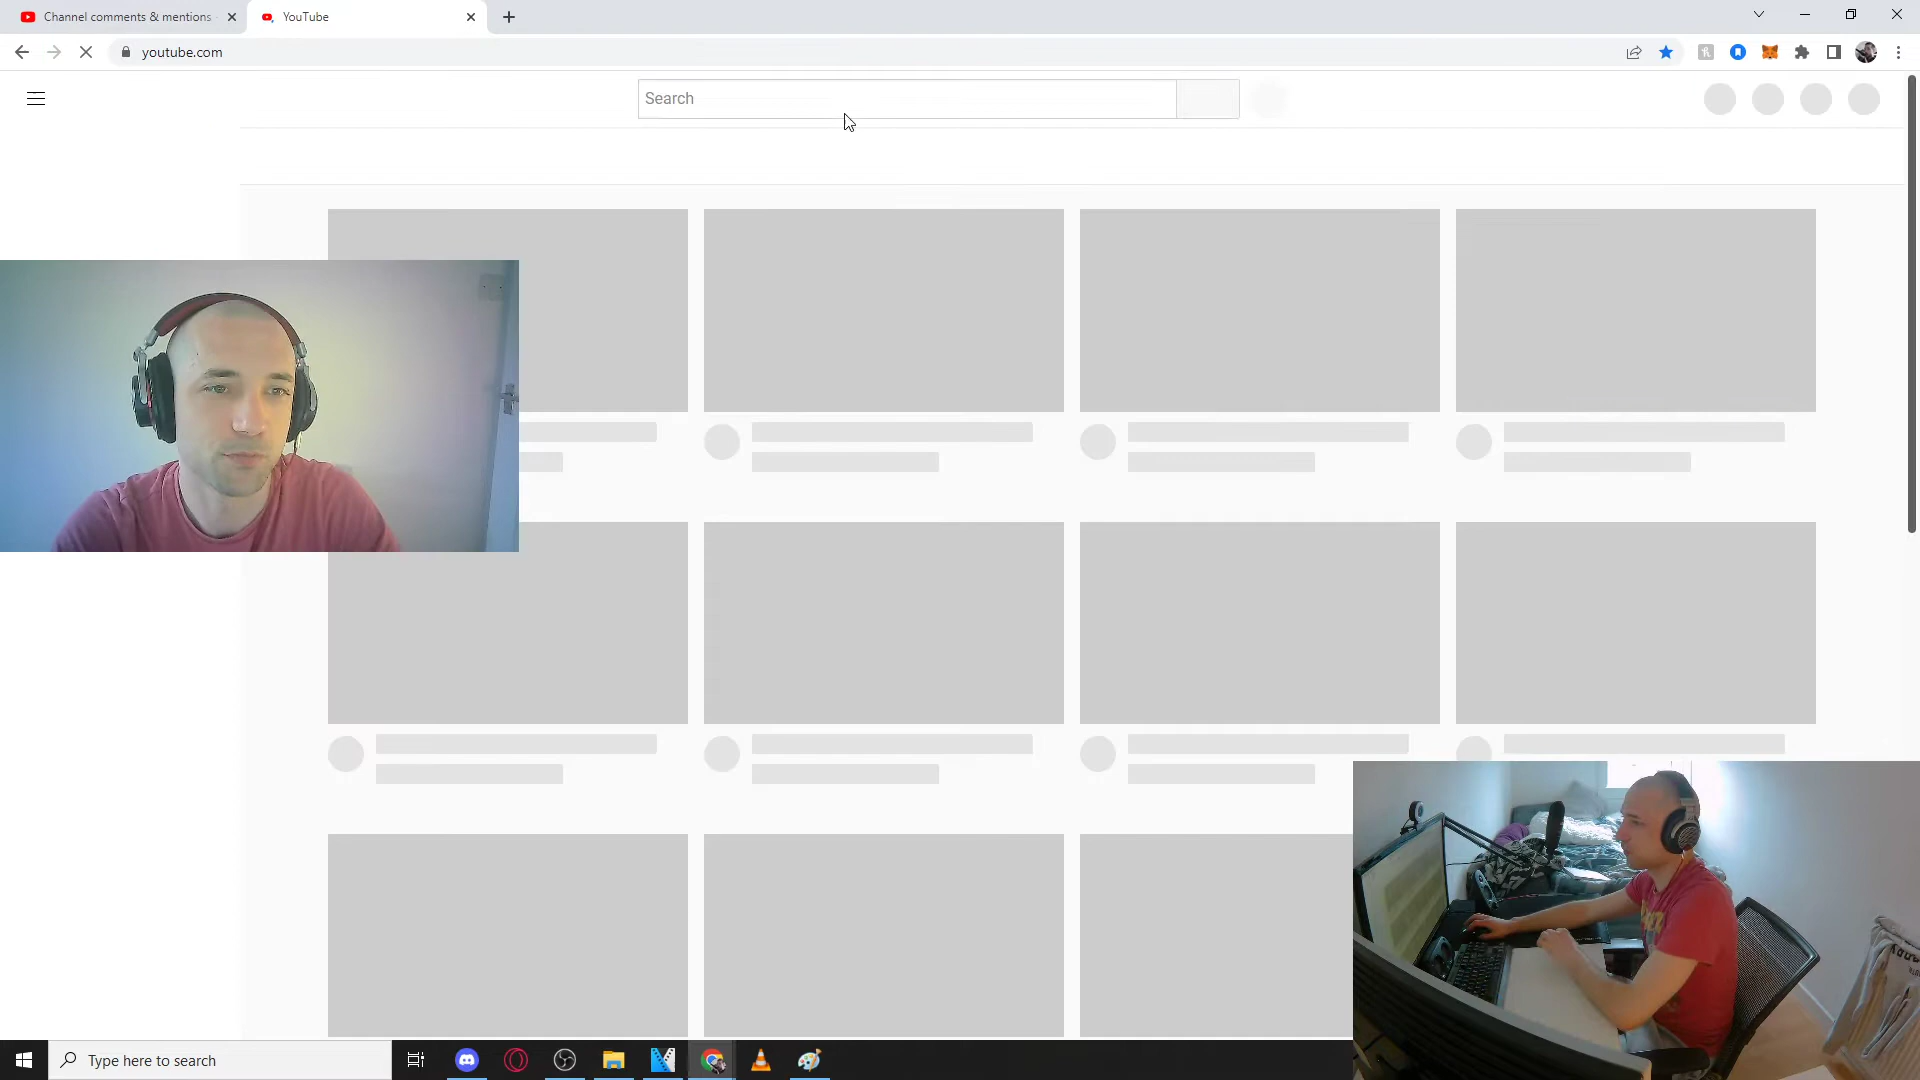 Channel comments & mentions
YouTube
youtube.com
Search
Type here to search